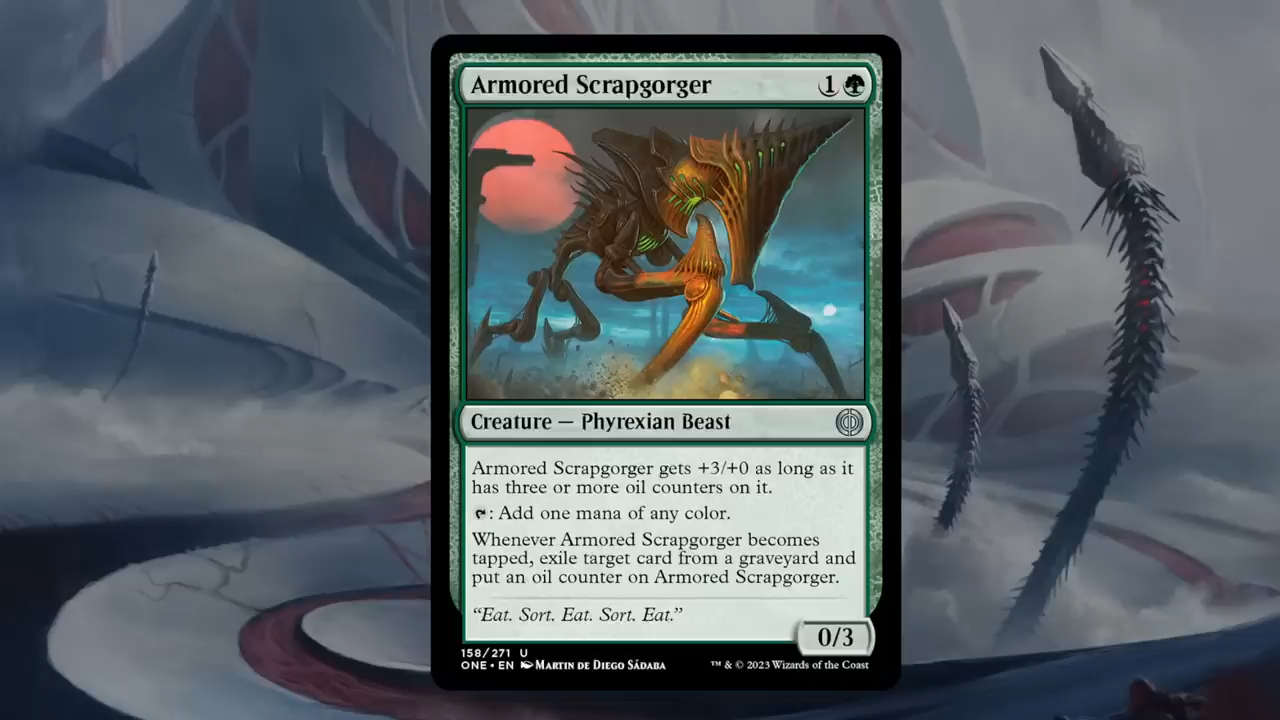 Armored Scrapgorger 1
Creature — Phyrexian Beast
Armored Scrapgorger gets +3/+0 as long as it
has three or more oil counters on it.
: Add one mana of any color.
Whenever Armored Scrapgorger becomes
tapped, exile target card from a graveyard and
put an oil counter on Armored Scrapgorger.
“Eat. Sort. Eat. Sort. Eat.”
0/3
158/271 U
ONE • EN Martin de Diego Sádaba ™ & © 2023 Wizards of the Coast